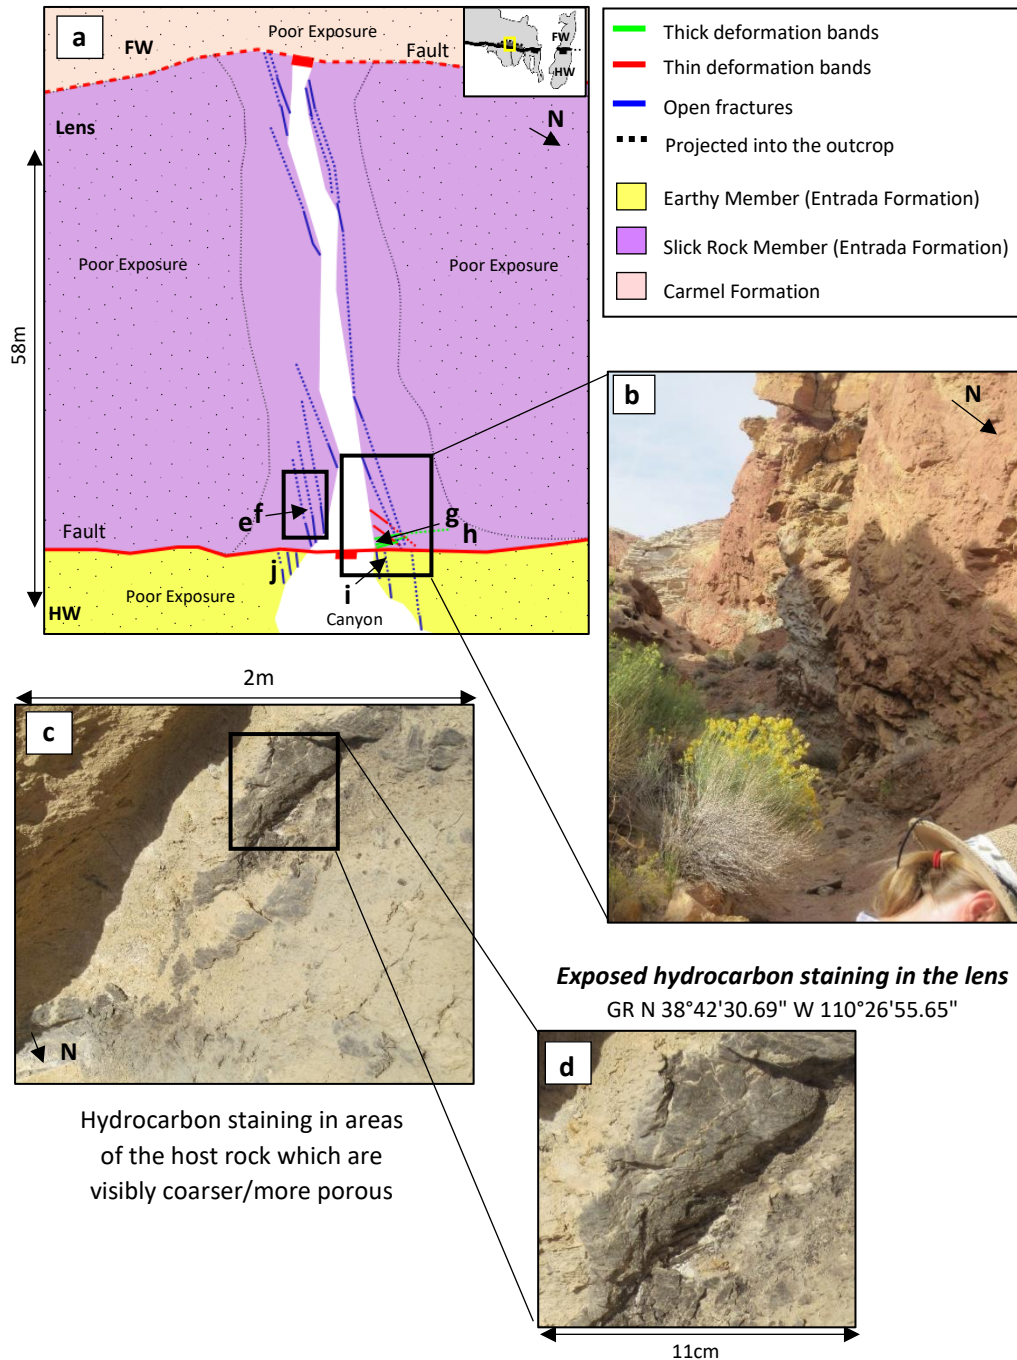 a
FW
Poor Exposure
Fault
FW
HW
N
Lens
Poor Exposure
Poor Exposure
58m
e
f
g
h
Fault
j
i
HW
Poor Exposure
Canyon
Thick deformation bands
Thin deformation bands
Open fractures
Projected into the outcrop
Earthy Member (Entrada Formation)
Slick Rock Member (Entrada Formation)
Carmel Formation
b
N
2m
c
N
Hydrocarbon staining in areas
of the host rock which are
visibly coarser/more porous
Exposed hydrocarbon staining in the lens
GR N 38°42'30.69" W 110°26'55.65"
d
11cm